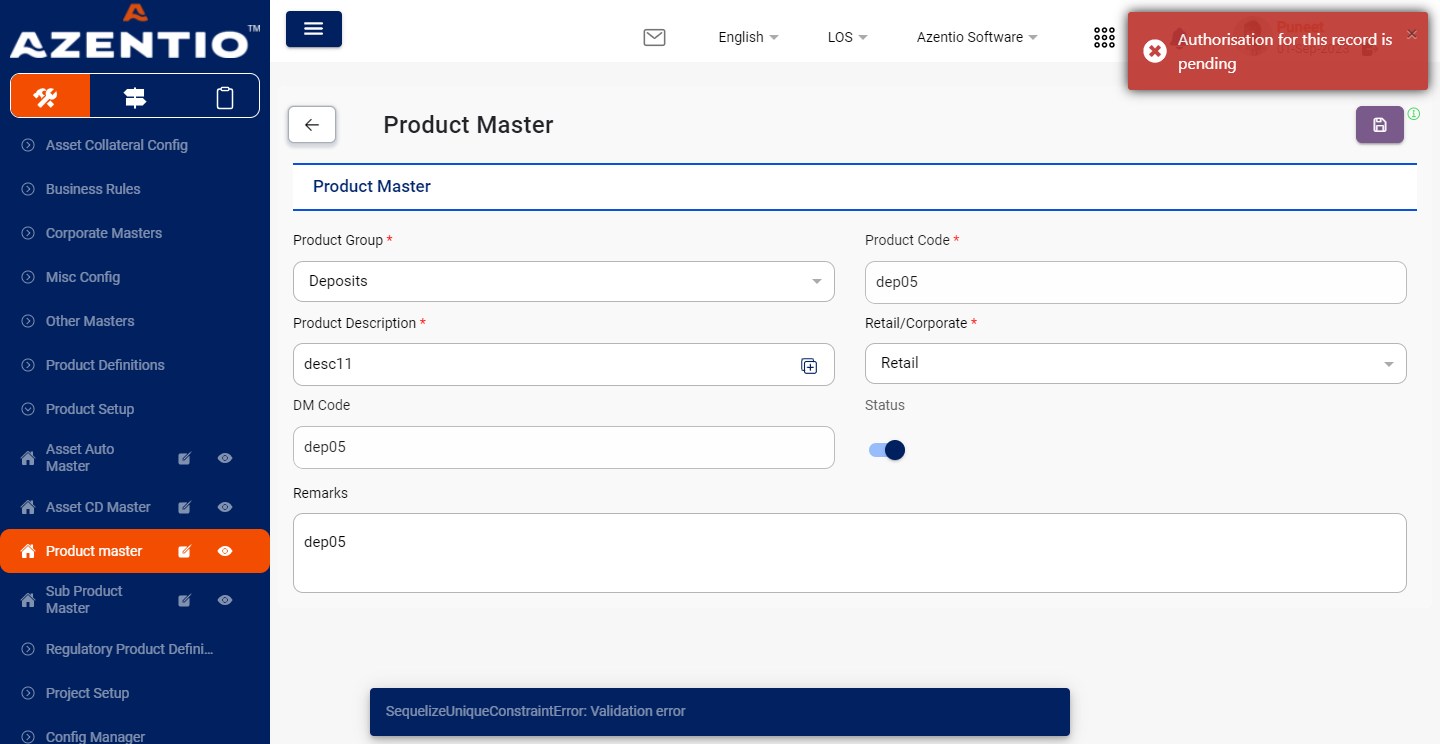 AZENTIO™
English
LOS
Azentio Software
Authorisation for this record is
pending
×
Product Master
Product Master
Asset Collateral Config
Business Rules
Corporate Masters
Misc Config
Other Masters
Product Definitions
Product Setup
Asset Auto
Master
Asset CD Master
Product master
Sub Product
Master
Regulatory Product Defini...
Project Setup
Config Manager
Product Group *
Deposits
Product Code *
dep05
Product Description *
desc11
Retail/Corporate *
Retail
DM Code
dep05
Status
Remarks
dep05
SequelizeUniqueConstraintError: Validation error